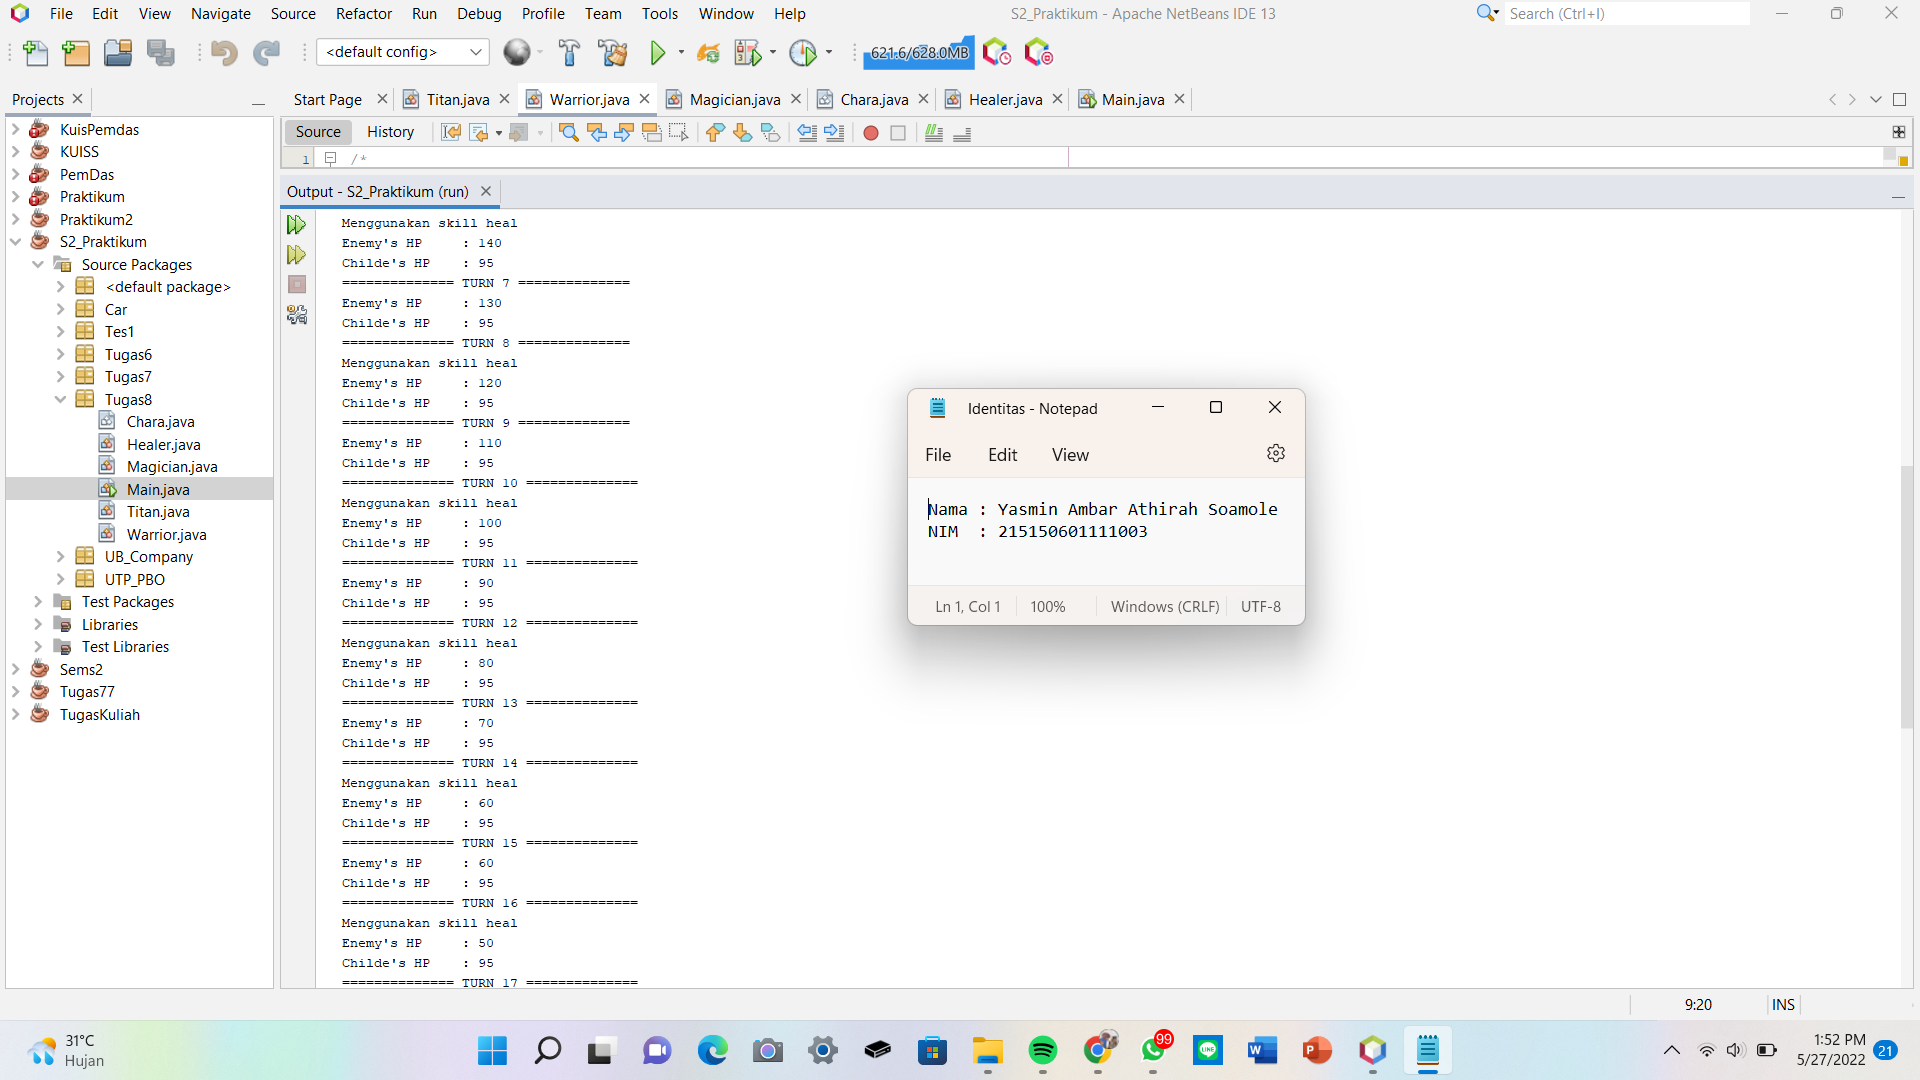 File Edit View Navigate Source Refactor Run Debug Profile Team Tools Window Help
S2_Praktikum - Apache NetBeans IDE 13
Search (Ctrl+I)
<default config>
621.6/628.0MB
Projects
Start Page
Titan.java
Warrior.java
Magician.java
Chara.java
Healer.java
Main.java
Source
History
1
/*
KuisPemdas
KUISS
PemDas
Praktikum
Praktikum2
S2_Praktikum
Source Packages
<default package>
Car
Tes1
Tugas6
Tugas7
Tugas8
Chara.java
Healer.java
Magician.java
Main.java
Titan.java
Warrior.java
UB_Company
UTP_PBO
Test Packages
Libraries
Test Libraries
Sems2
Tugas77
TugasKuliah
Output - S2_Praktikum (run)
Menggunakan skill heal
Enemy's HP : 140
Childe's HP : 95
============== TURN 7 ==============
Enemy's HP : 130
Childe's HP : 95
============== TURN 8 ==============
Menggunakan skill heal
Enemy's HP : 120
Childe's HP : 95
============== TURN 9 ==============
Enemy's HP : 110
Childe's HP : 95
============== TURN 10 ==============
Menggunakan skill heal
Enemy's HP : 100
Childe's HP : 95
============== TURN 11 ==============
Enemy's HP : 90
Childe's HP : 95
============== TURN 12 ==============
Menggunakan skill heal
Enemy's HP : 80
Childe's HP : 95
============== TURN 13 ==============
Enemy's HP : 70
Childe's HP : 95
============== TURN 14 ==============
Menggunakan skill heal
Enemy's HP : 60
Childe's HP : 95
============== TURN 15 ==============
Enemy's HP : 60
Childe's HP : 95
============== TURN 16 ==============
Menggunakan skill heal
Enemy's HP : 50
Childe's HP : 95
============== TURN 17 ==============
Identitas - Notepad
File Edit View
Nama : Yasmin Ambar Athirah Soamole
NIM : 215150601111003
Ln 1, Col 1
100%
Windows (CRLF)
UTF-8
9:20
INS
31°C
Hujan
99
1:52 PM
5/27/2022
21